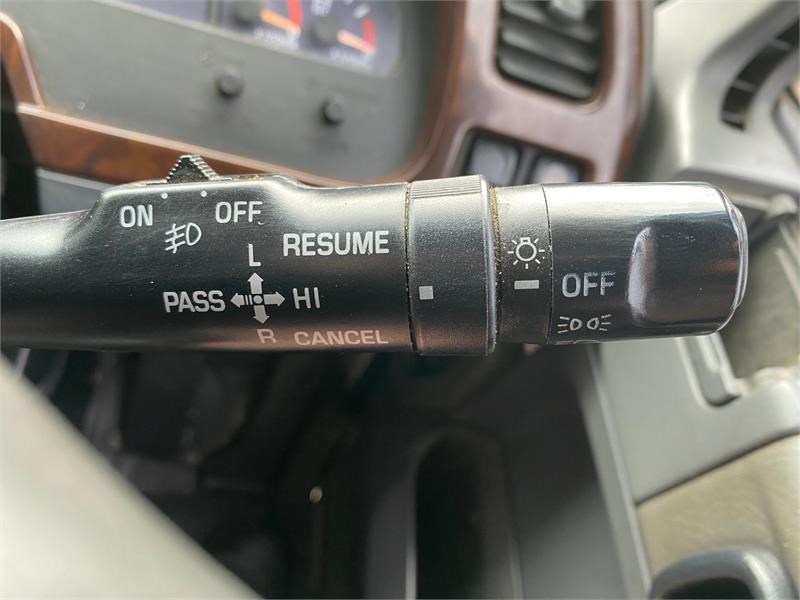 ON OFF
L
RESUME
PASS HI
R
CANCEL
OFF